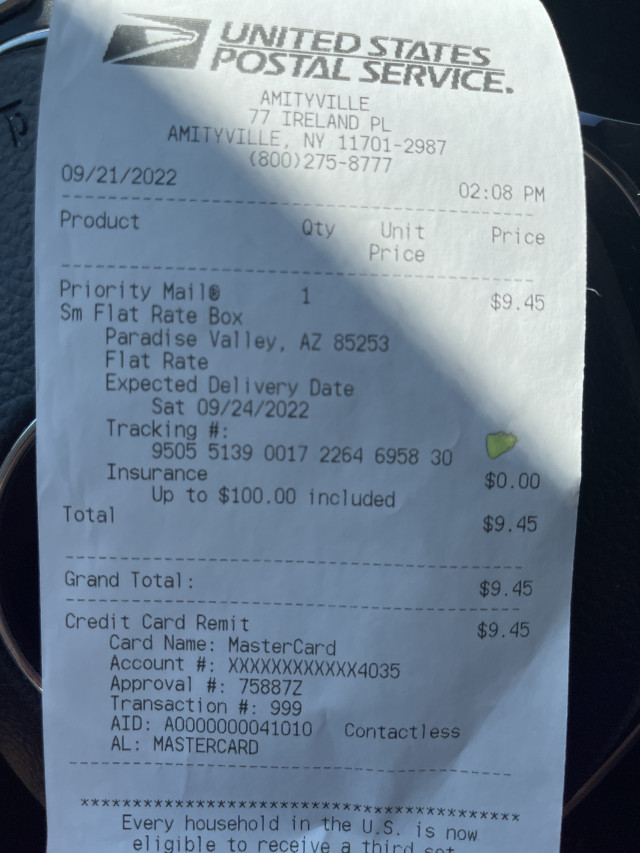 UNITED STATES
POSTAL SERVICE.
AMITYVILLE
77 IRELAND PL
AMITYVILLE, NY 11701-2987
(800)275-8777
09/21/2022 02:08 PM
Product Qty Unit Price
Price
Priority Mail® 1 $9.45
Sm Flat Rate Box
Paradise Valley, AZ 85253
Flat Rate
Expected Delivery Date
Sat 09/24/2022
Tracking #:
9505 5139 0017 2264 6958 30
Insurance $0.00
Up to $100.00 included
Total $9.45
Grand Total: $9.45
Credit Card Remit $9.45
Card Name: MasterCard
Account #: XXXXXXXXXXXX4035
Approval #: 75887Z
Transaction #: 999
AID: A0000000041010 Contactless
AL: MASTERCARD
******************************************
Every household in the U.S. is now
eligible to receive a third set